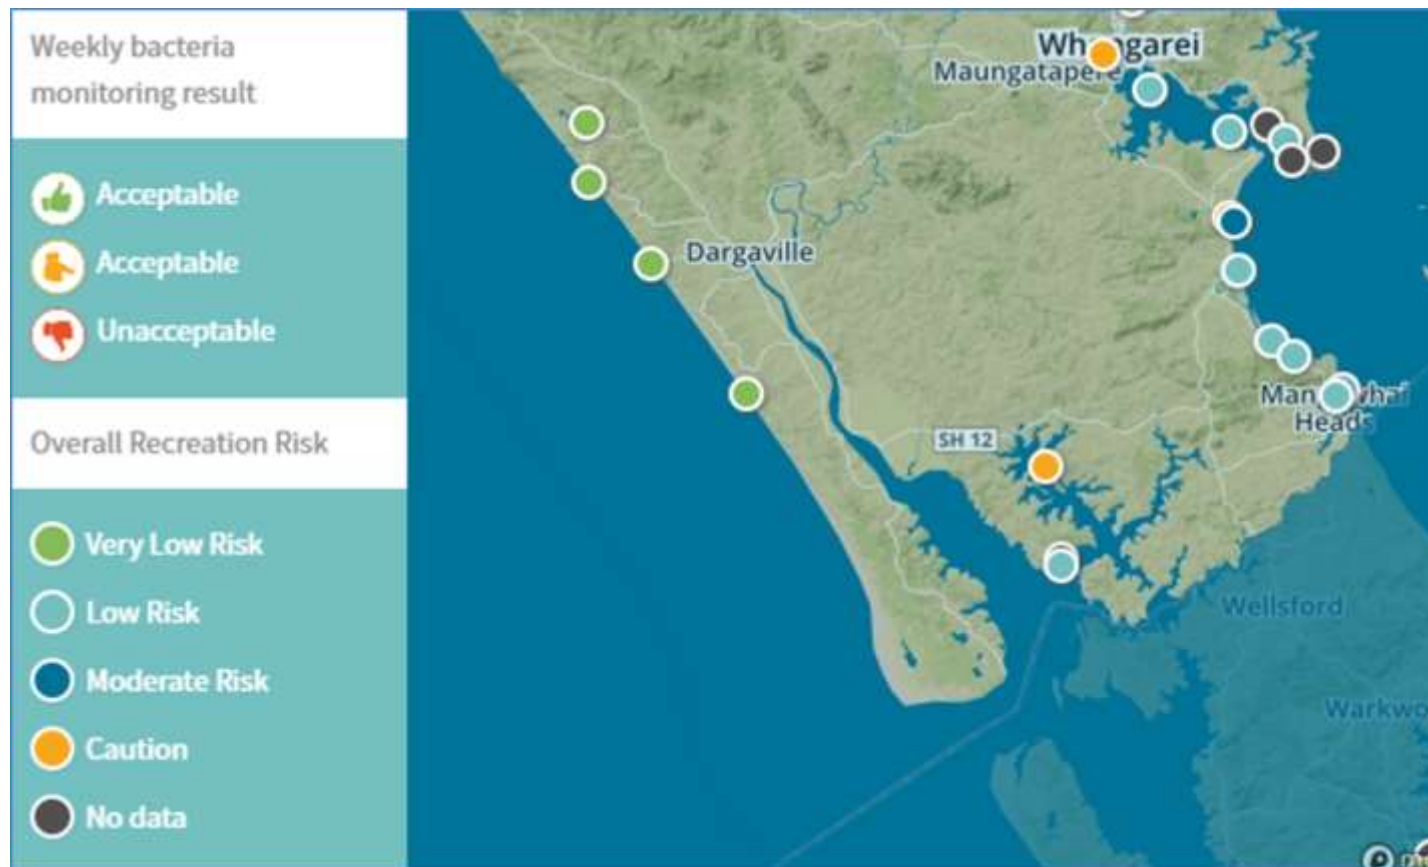 Weekly bacteria
monitoring result
Acceptable
Acceptable
Unacceptable
Overall Recreation Risk
Very Low Risk
Low Risk
Moderate Risk
Caution
No data
Maungatapere
Dargaville
SH 12
Heads
Wellsford